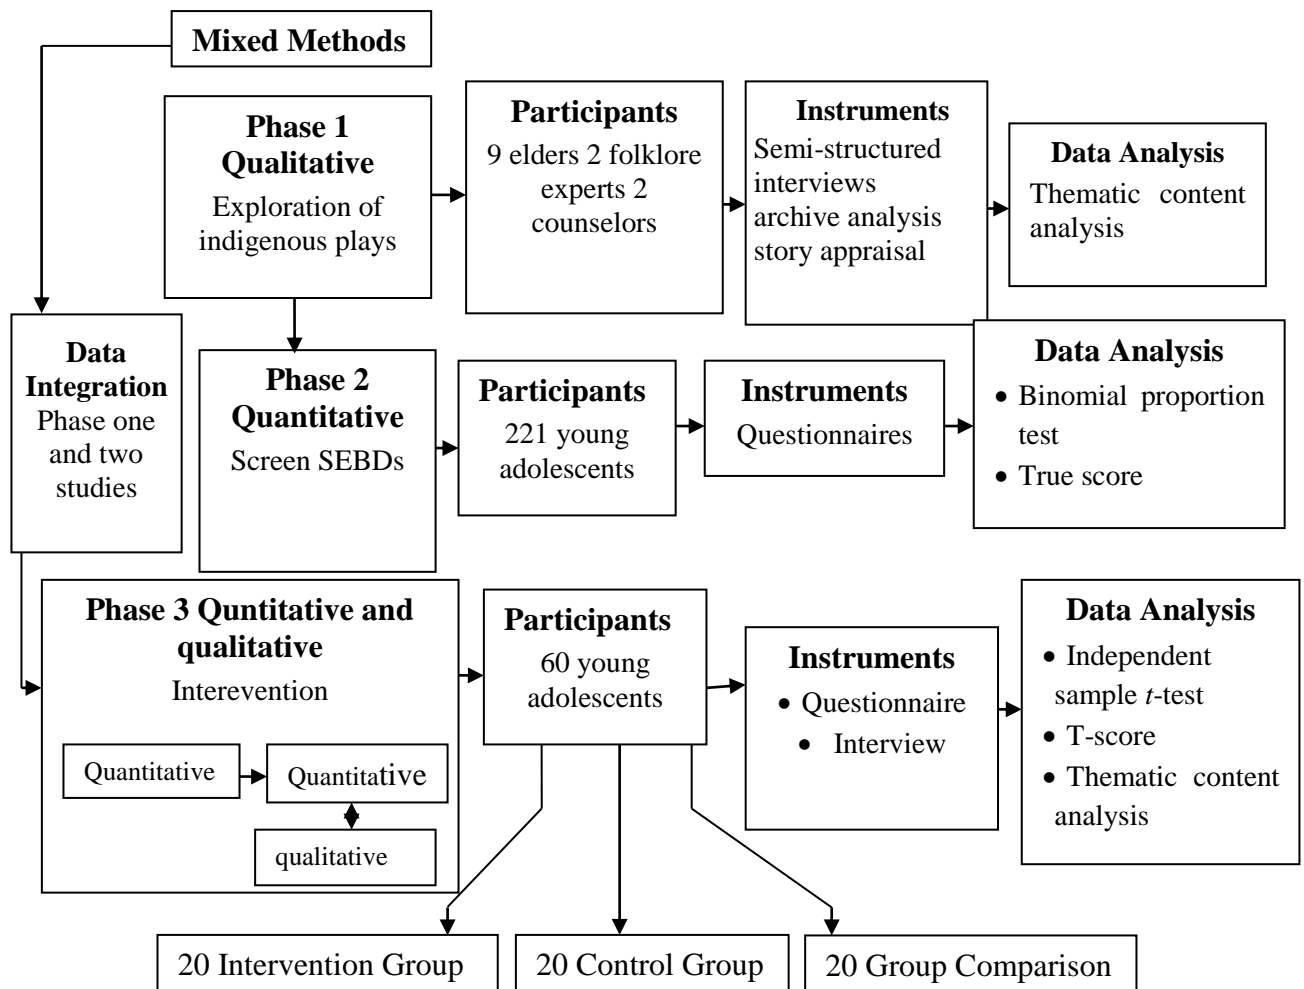 Mixed Methods
Phase 1
Qualitative
Exploration of
indigenous plays
Participants
9 elders 2 folklore
experts 2
counselors
Instruments
Semi-structured
interviews
archive analysis
story appraisal
Data Analysis
Thematic content
analysis
Data
Integration
Phase one
and two
studies
Phase 2
Quantitative
Screen SEBDs
Participants
221 young
adolescents
Instruments
Questionnaires
Data Analysis
• Binomial proportion
test
• True score
Phase 3 Quntitative and
qualitative
Interevention
Quantitative
Quantitative
qualitative
Participants
60 young
adolescents
Instruments
• Questionnaire
• Interview
Data Analysis
• Independent
sample t-test
• T-score
• Thematic content
analysis
20 Intervention Group
20 Control Group
20 Group Comparison